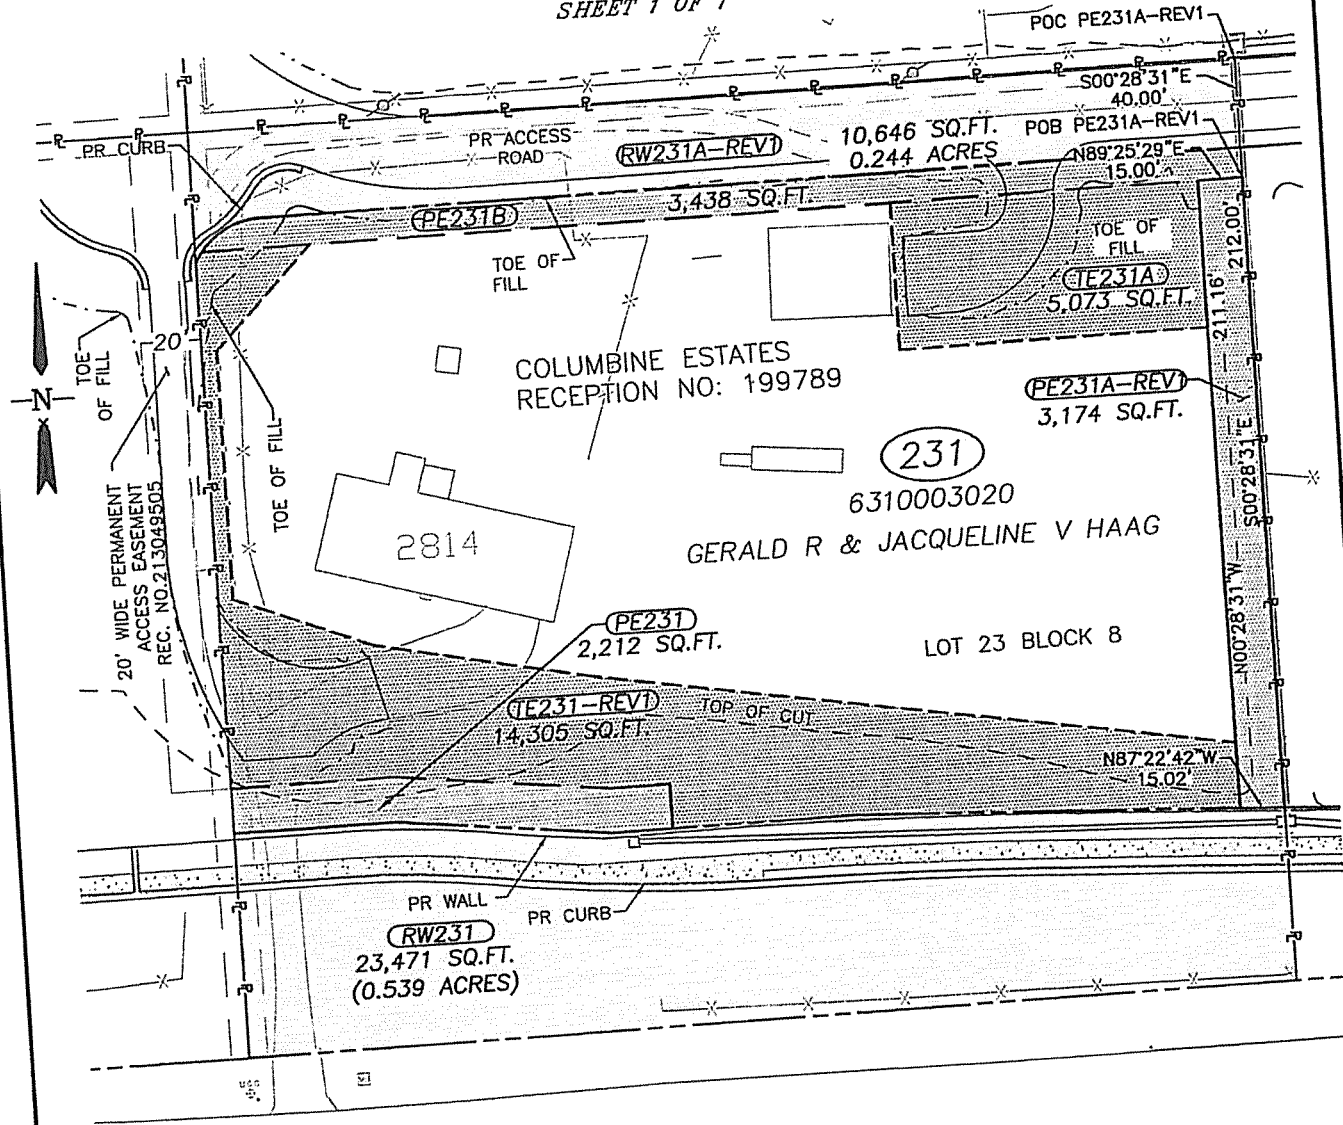 SHEET 1 OF 1
POC PE231A-REV1
S00°28'31"E
40.00'
PR ACCESS
ROAD
RW231A-REV1
10,646 SQ.FT.
0.244 ACRES
POB PE231A-REV1
PR CURB
N89°25'29"E
15.00'
PE231B
3,438 SQ.FT.
TOE OF
FILL
TOE OF
FILL
TE231A
5,073 SQ.FT.
212.00'
211.16'
20'
TOE
OF FILL
N
COLUMBINE ESTATES
RECEPTION NO: 199789
PE231A-REV1
3,174 SQ.FT.
TOE OF FILL
231
6310003020
GERALD R & JACQUELINE V HAAG
S00°28'31"E
N00°28'31"W
20' WIDE PERMANENT
ACCESS EASEMENT
REC. NO.213049505
2814
PE231
2,212 SQ.FT.
LOT 23 BLOCK 8
TE231-REV1
14,305 SQ.FT.
TOP OF CUT
N87°22'42"W
15.02'
PR WALL
PR CURB
RW231
23,471 SQ.FT.
(0.539 ACRES)